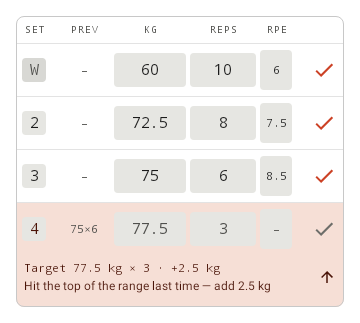 SET PREV KG REPS RPE
W – 60 10 6
2 – 72.5 8 7.5
3 – 75 6 8.5
4 75×6 77.5 3 –
Target 77.5 kg × 3 · +2.5 kg
Hit the top of the range last time — add 2.5 kg